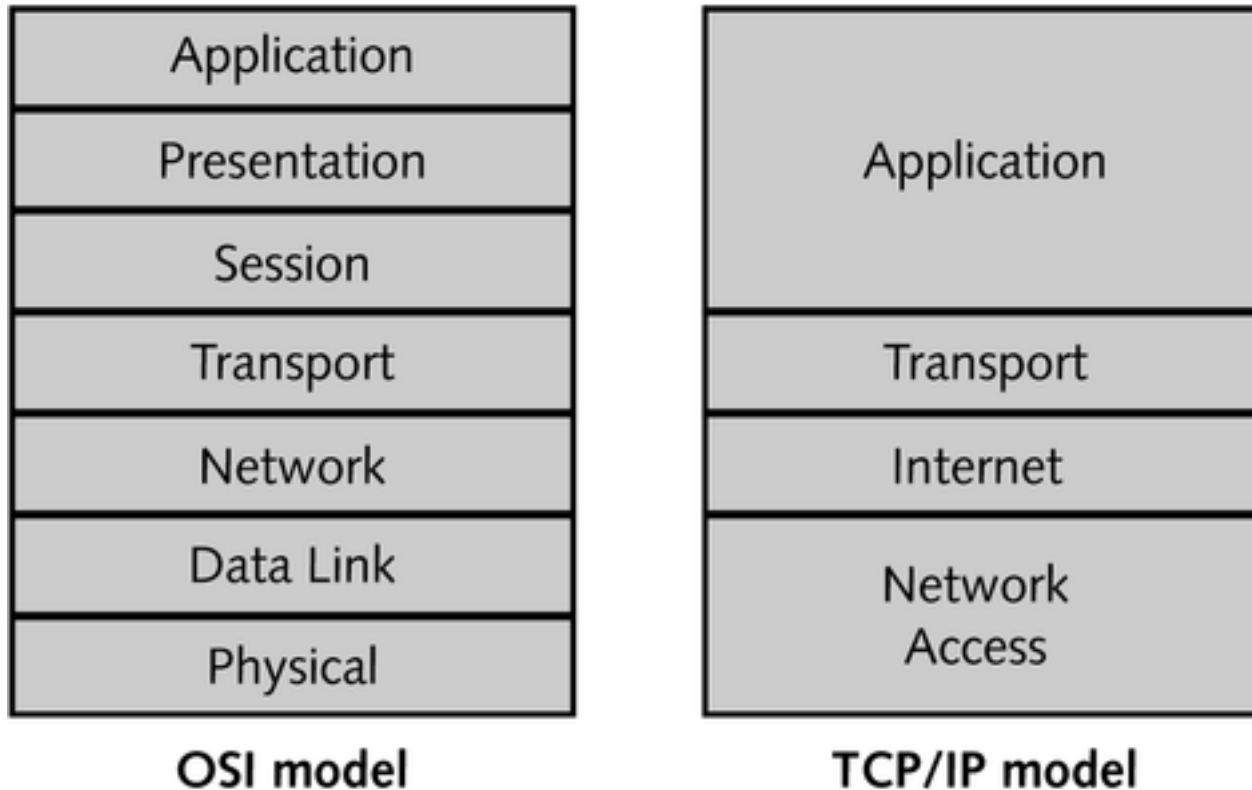 Application
Presentation
Session
Transport
Network
Data Link
Physical
OSI model
Application
Transport
Internet
Network
Access
TCP/IP model